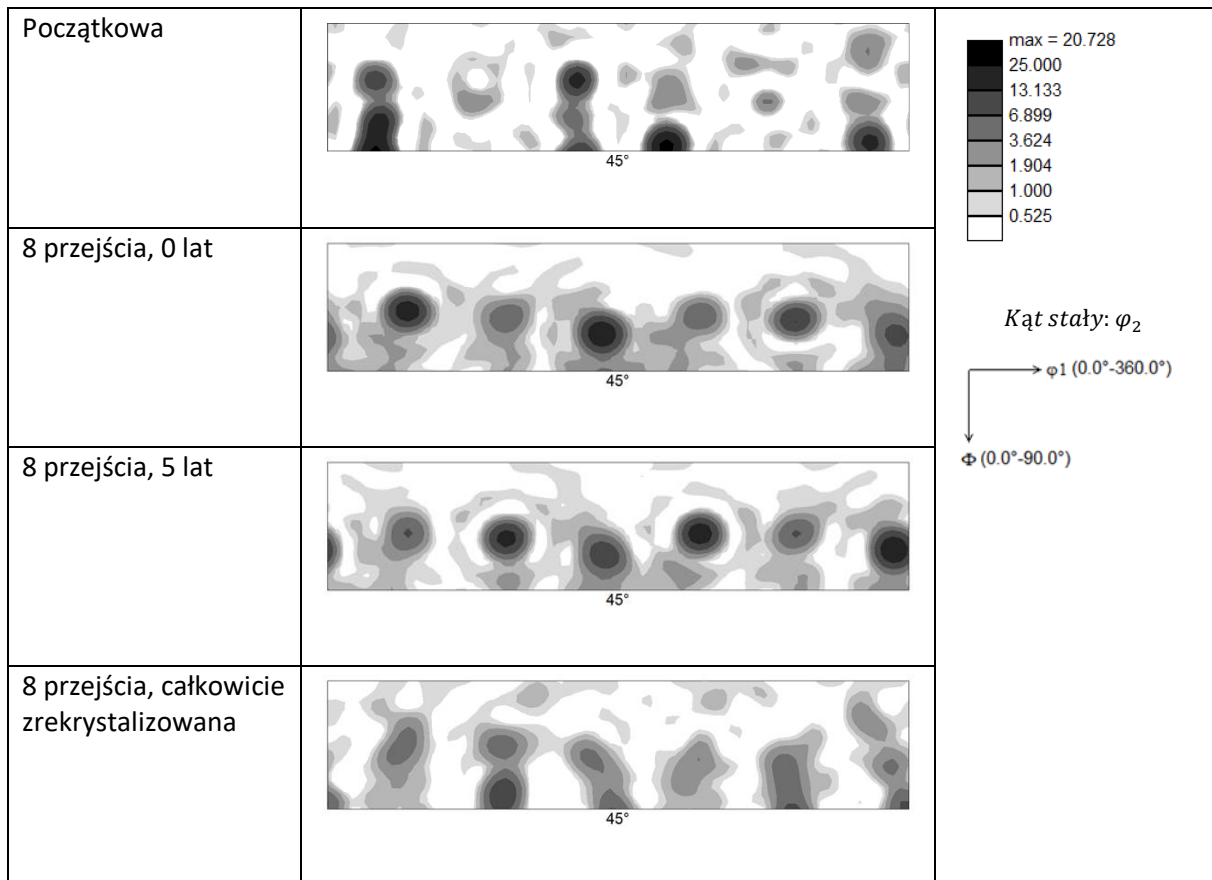 Początkowa
45°
8 przejścia, 0 lat
45°
8 przejścia, 5 lat
45°
8 przejścia, całkowicie
zrekrystalizowana
45°
max = 20.728
25.000
13.133
6.899
3.624
1.904
1.000
0.525
Kąt stały: φ₂
φ1 (0.0°-360.0°)
Φ (0.0°-90.0°)